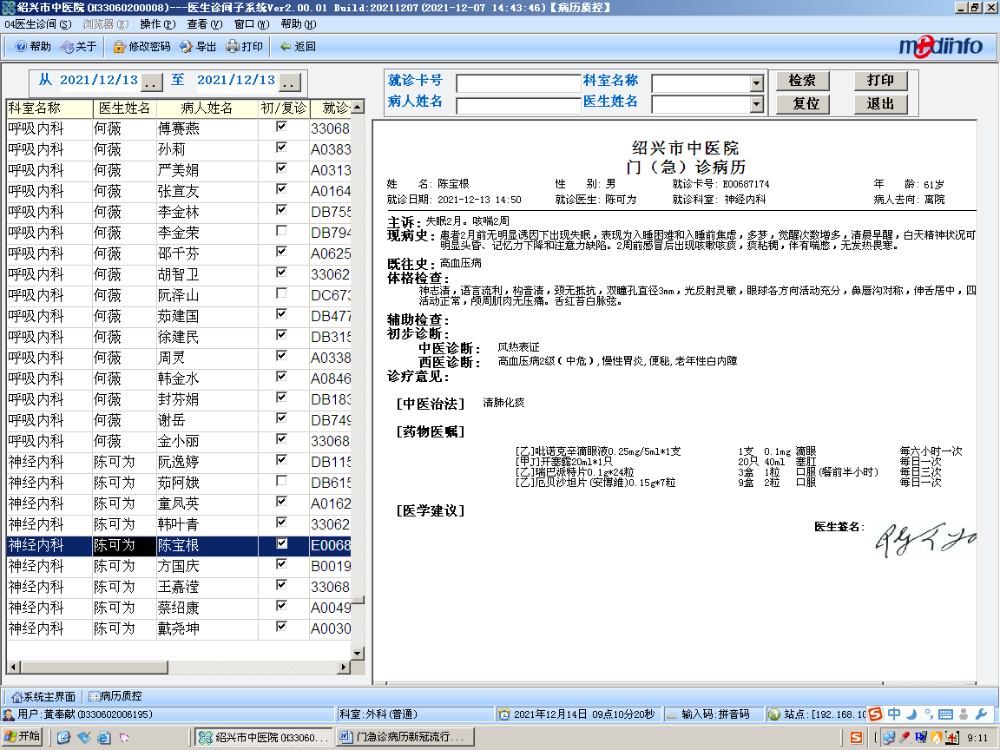 绍兴市中医院(H33060200008)---医生诊间子系统Ver2.00.01 Build:20211207(2021-12-07 14:43:46)【病历质控】
04医生诊间(S) 浏览器(E) 操作(P) 查看(V) 窗口(W) 帮助(H)
帮助 关于 修改密码 导出 打印 返回
medinfo
从 2021/12/13 .. 至 2021/12/13 ..
就诊卡号 科室名称 检索 打印
病人姓名 医生姓名 复位 退出
科室名称 医生姓名 病人姓名 初/复诊 就诊
呼吸内科 何薇 傅赛燕 33068
呼吸内科 何薇 孙莉 A0383
呼吸内科 何薇 严美娟 A0313
呼吸内科 何薇 张宣友 A0164
呼吸内科 何薇 李金林 DB755
呼吸内科 何薇 李金荣 DB794
呼吸内科 何薇 邵千芬 A0625
呼吸内科 何薇 胡智卫 33062
呼吸内科 何薇 阮泽山 DC673
呼吸内科 何薇 茹建国 DB477
呼吸内科 何薇 徐建民 DB315
呼吸内科 何薇 周灵 A0338
呼吸内科 何薇 韩金水 A0846
呼吸内科 何薇 封芬娟 DB183
呼吸内科 何薇 谢岳 DB749
呼吸内科 何薇 金小丽 33068
神经内科 陈可为 阮逸婷 DB115
神经内科 陈可为 茹阿娥 DB615
神经内科 陈可为 童凤英 A0162
神经内科 陈可为 韩叶青 33062
神经内科 陈可为 陈宝根 E0068
神经内科 陈可为 方国庆 B0019
神经内科 陈可为 王嘉滢 33068
神经内科 陈可为 蔡绍康 A0049
神经内科 陈可为 戴尧坤 A0030
绍兴市中医院
门（急）诊病历
姓 名: 陈宝根 性 别: 男 就诊卡号: E00687174 年 龄: 61岁
就诊日期: 2021-12-13 14:50 就诊医生: 陈可为 就诊科室: 神经内科 病人去向: 离院
主诉: 失眠2月。咳喘2周
现病史: 患者2月前无明显诱因下出现失眠，表现为入睡困难和入睡前焦虑，多梦，觉醒次数增多，清晨早醒，白天精神状况可
明显头昏、记忆力下降和注意力缺陷。2周前感冒后出现咳嗽咳痰，痰粘稠，伴有喘憋，无发热畏寒。
既往史: 高血压病
体格检查:
神志清，语言流利，构音清，颈无抵抗，双瞳孔直径3mm，光反射灵敏，眼球各方向活动充分，鼻唇沟对称，伸舌居中，四
活动正常，颅周肌肉无压痛。舌红苔白脉弦。
辅助检查:
初步诊断:
中医诊断: 风热表证
西医诊断: 高血压病2级（中危）,慢性胃炎,便秘,老年性白内障
诊疗意见:
[中医治法] 清肺化痰
[药物医嘱]
[乙]吡诺克辛滴眼液0.25mg/5ml*1支 1支 0.1mg 滴眼 每六小时一次
[甲J]开塞露20ml*1只 20只 40ml 塞肛 每日一次
[乙]瑞巴派特片0.1g*24粒 3盒 1粒 口服(餐前半小时) 每日三次
[乙]厄贝沙坦片(安博维)0.15g*7粒 9盒 2粒 口服 每日一次
[医学建议]
医生签名:
系统主界面 病历质控
用户:黄奉献(D330602006195) 科室:外科(普通) 2021年12月14日 09点10分20秒 输入码:拼音码 站点:[192.168.10 中
开始 绍兴市中医院(H33060... 门急诊病历新冠流行... 9:11